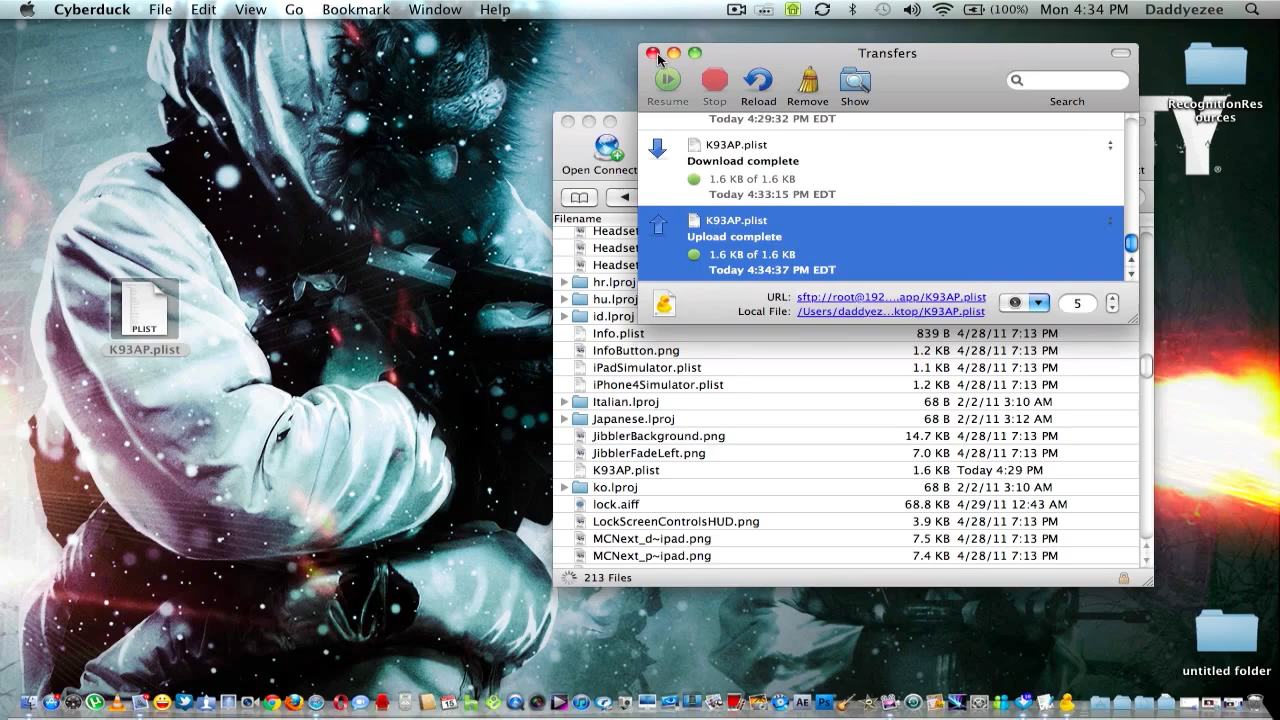 Cyberduck File Edit View Go Bookmark Window Help (100%) Mon 4:34 PM Daddyezee
Transfers
Resume Stop Reload Remove Show Search
Today 4:29:32 PM EDT
K93AP.plist
Download complete
1.6 KB of 1.6 KB
Today 4:33:15 PM EDT
K93AP.plist
Upload complete
1.6 KB of 1.6 KB
Today 4:34:37 PM EDT
URL: sftp://root@192....app/K93AP.plist
Local File: /Users/daddyez...ktop/K93AP.plist
5
Open Connect
Filename
Headset
Headset
Headset
hr.lproj
hu.lproj
id.lproj
Info.plist 839 B 4/28/11 7:13 PM
InfoButton.png 1.2 KB 4/28/11 7:13 PM
iPadSimulator.plist 1.1 KB 4/28/11 7:13 PM
iPhone4Simulator.plist 1.2 KB 4/28/11 7:13 PM
Italian.lproj 68 B 2/2/11 3:10 AM
Japanese.lproj 68 B 2/2/11 3:12 AM
JibblerBackground.png 14.7 KB 4/28/11 7:13 PM
JibblerFadeLeft.png 7.0 KB 4/28/11 7:13 PM
K93AP.plist 1.6 KB Today 4:29 PM
ko.lproj 68 B 2/2/11 3:10 AM
lock.aiff 68.8 KB 4/29/11 12:43 AM
LockScreenControlsHUD.png 3.9 KB 4/28/11 7:13 PM
MCNext_d~ipad.png 7.5 KB 4/28/11 7:13 PM
MCNext_p~ipad.png 7.4 KB 4/28/11 7:13 PM
213 Files
PLIST
K93AP.plist
RecognitionRes
ources
Y®
untitled folder
15
AE